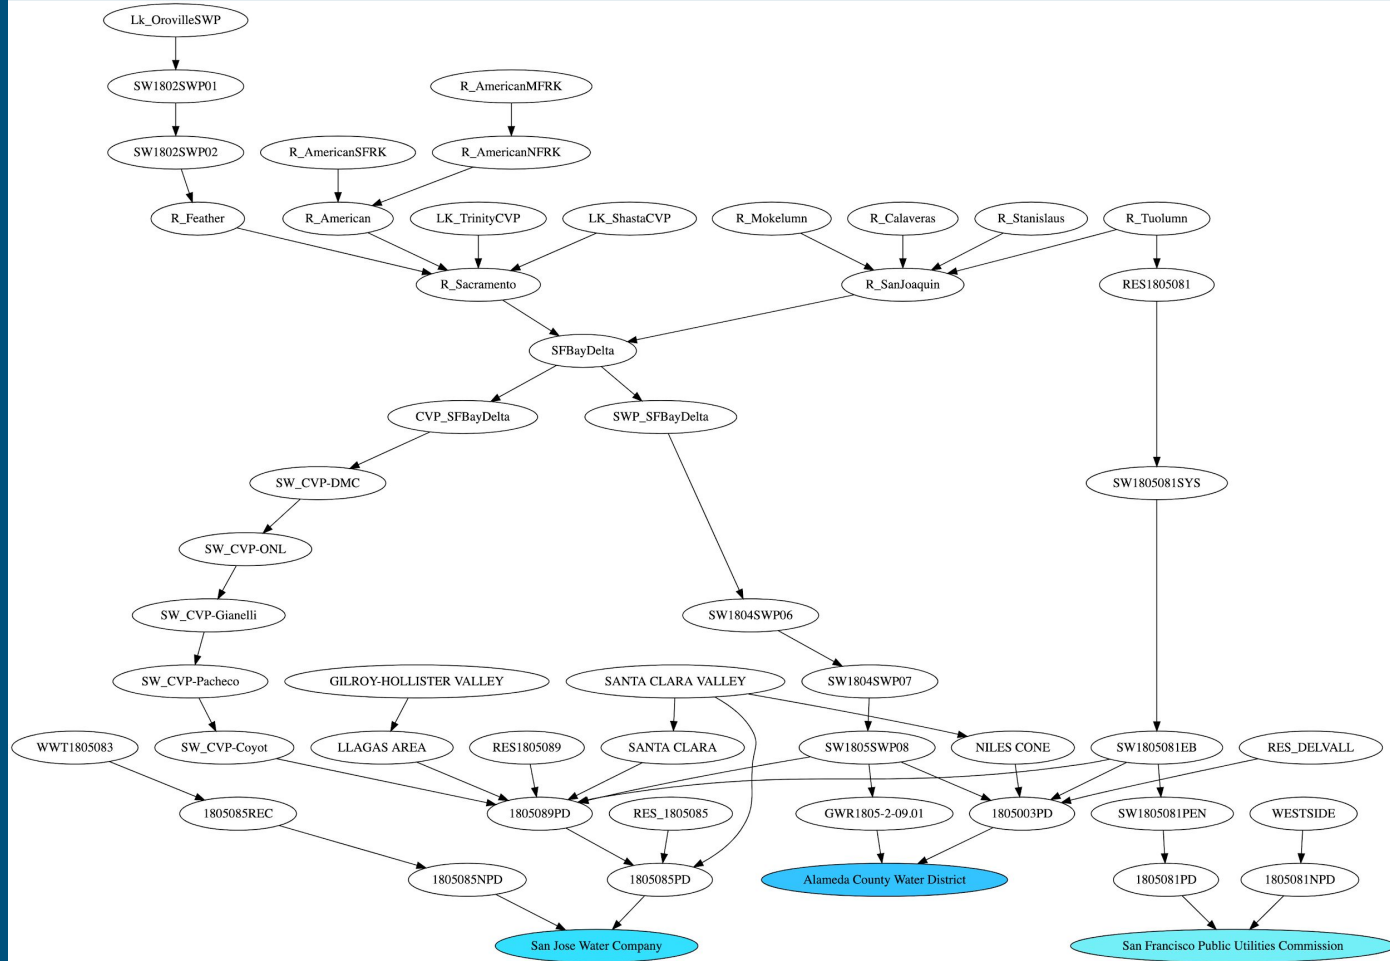 Lk_OrovilleSWP
SW1802SWP01
R_AmericanMFRK
SW1802SWP02
R_AmericanSFRK
R_AmericanNFRK
R_Feather
R_American
LK_TrinityCVP
LK_ShastaCVP
R_Mokelumn
R_Calaveras
R_Stanislaus
R_Tuolumn
R_Sacramento
R_SanJoaquin
RES1805081
SFBayDelta
CVP_SFBayDelta
SWP_SFBayDelta
SW_CVP-DMC
SW1805081SYS
SW_CVP-ONL
SW_CVP-Gianelli
SW1804SWP06
SW_CVP-Pacheco
GILROY-HOLLISTER VALLEY
SANTA CLARA VALLEY
SW1804SWP07
WWT1805083
SW_CVP-Coyot
LLAGAS AREA
RES1805089
SANTA CLARA
SW1805SWP08
NILES CONE
SW1805081EB
RES_DELVALL
1805085REC
1805089PD
RES_1805085
GWR1805-2-09.01
1805003PD
SW1805081PEN
WESTSIDE
1805085NPD
1805085PD
Alameda County Water District
1805081PD
1805081NPD
San Jose Water Company
San Francisco Public Utilities Commission